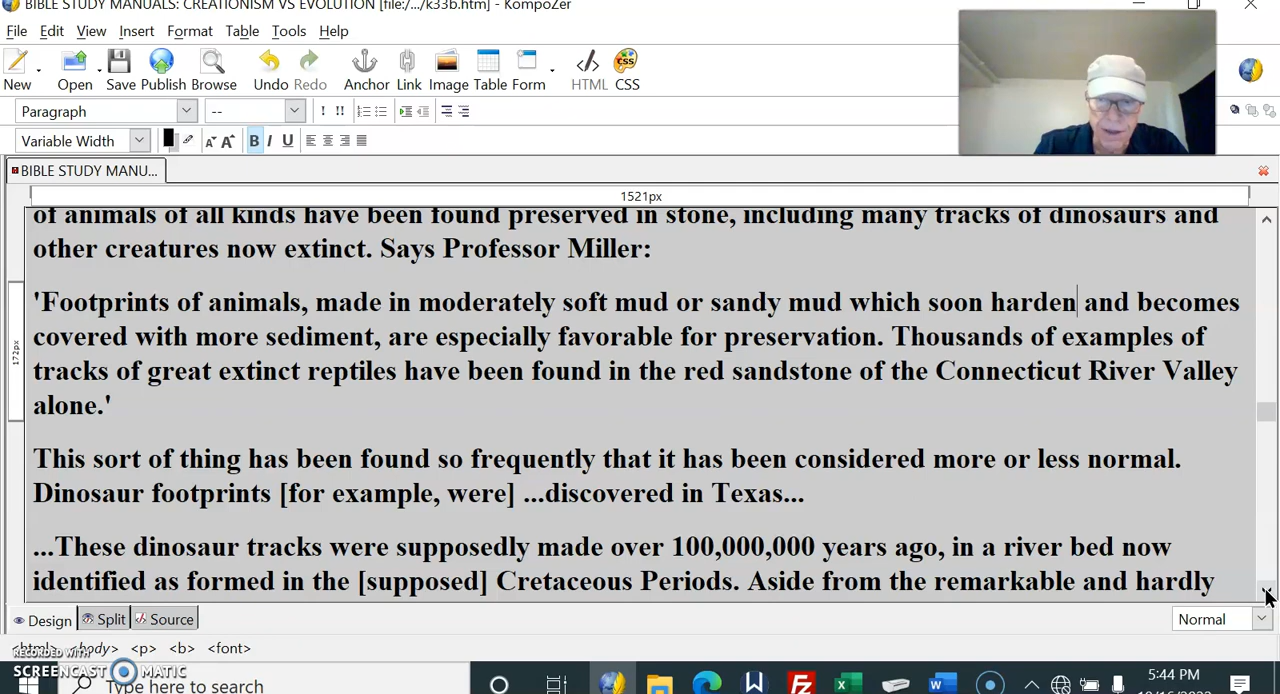 BIBLE STUDY MANUALS: CREATIONISM VS EVOLUTION [file:/.../k33b.htm] - KompoZer
File Edit View Insert Format Table Tools Help
New Open Save Publish Browse Undo Redo Anchor Link Image Table Form HTML CSS
Paragraph --
Variable Width B I U
BIBLE STUDY MANU...
1521px
of animals of all kinds have been found preserved in stone, including many tracks of dinosaurs and
other creatures now extinct. Says Professor Miller:
'Footprints of animals, made in moderately soft mud or sandy mud which soon harden and becomes
covered with more sediment, are especially favorable for preservation. Thousands of examples of
tracks of great extinct reptiles have been found in the red sandstone of the Connecticut River Valley
alone.'
172px
This sort of thing has been found so frequently that it has been considered more or less normal.
Dinosaur footprints [for example, were] ...discovered in Texas...
...These dinosaur tracks were supposedly made over 100,000,000 years ago, in a river bed now
identified as formed in the [supposed] Cretaceous Periods. Aside from the remarkable and hardly
Design Split Source Normal
<html> <body> <p> <b> <font>
RECORDED WITH
SCREENCAST MATIC
Type here to search
5:44 PM